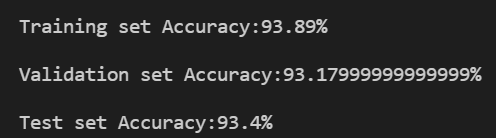 Training set Accuracy:93.89%
Validation set Accuracy:93.17999999999999%
Test set Accuracy:93.4%